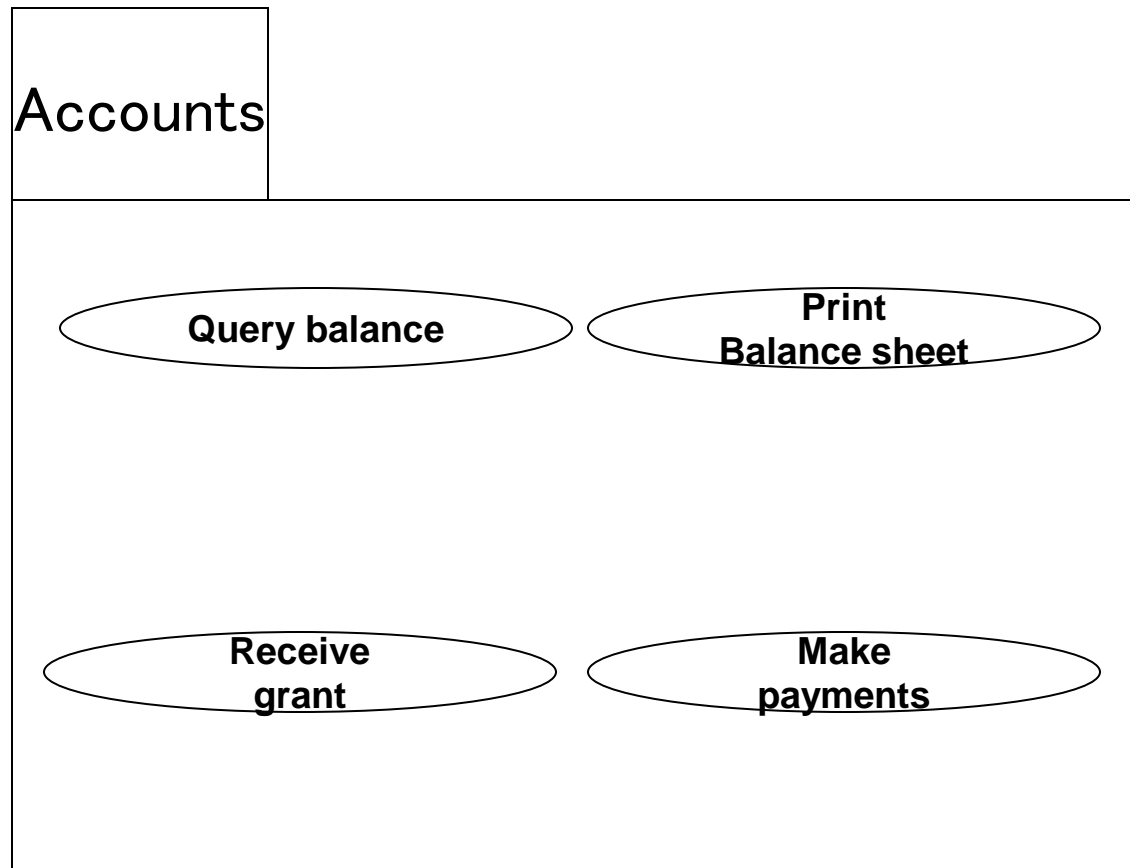 Accounts
Query balance
Print
Balance sheet
Receive
grant
Make
payments